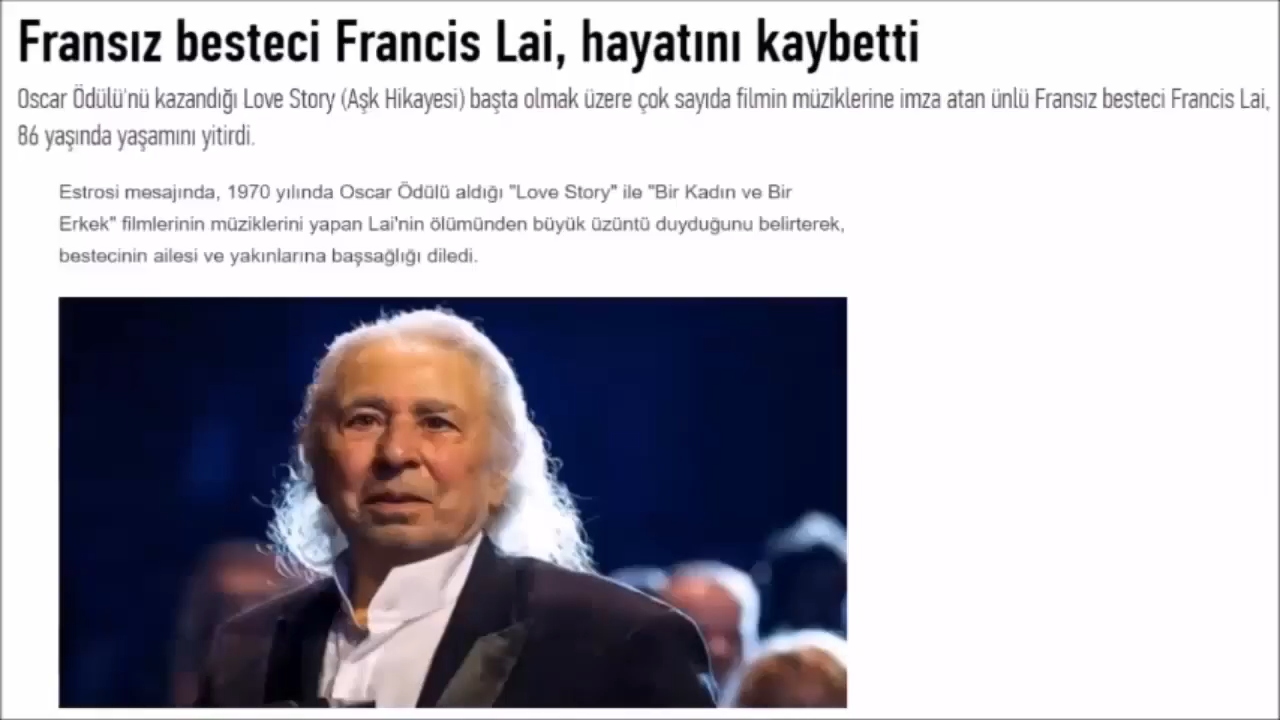 Fransız besteci Francis Lai, hayatını kaybetti
Oscar Ödülü'nü kazandığı Love Story (Aşk Hikayesi) başta olmak üzere çok sayıda filmin müziklerine imza atan ünlü Fransız besteci Francis Lai,
86 yaşında yaşamını yitirdi.
Estrosi mesajında, 1970 yılında Oscar Ödülü aldığı "Love Story" ile "Bir Kadın ve Bir
Erkek" filmlerinin müziklerini yapan Lai'nin ölümünden büyük üzüntü duyduğunu belirterek,
bestecinin ailesi ve yakınlarına başsağlığı diledi.